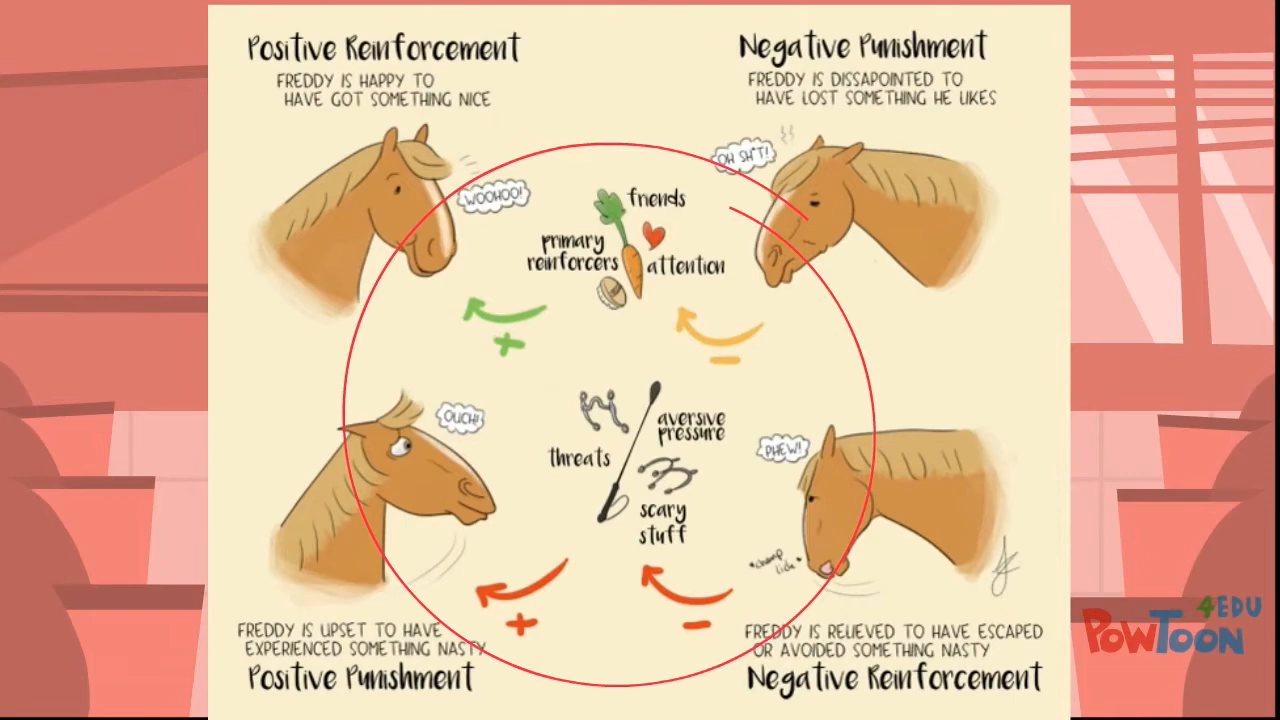 Positive Reinforcement
FREDDY IS HAPPY TO
HAVE GOT SOMETHING NICE
WOOHOO!
Negative Punishment
FREDDY IS DISSAPOINTED TO
HAVE LOST SOMETHING HE LIKES
OH SH*T!
friends
primary
reinforcers
attention
+
−
OUCH!
threats
aversive
pressure
scary
stuff
PHEW!
*chomp
lick*
+
−
FREDDY IS UPSET TO HAVE
EXPERIENCED SOMETHING NASTY
Positive Punishment
FREDDY IS RELIEVED TO HAVE ESCAPED
OR AVOIDED SOMETHING NASTY
Negative Reinforcement
POWTOON
4EDU